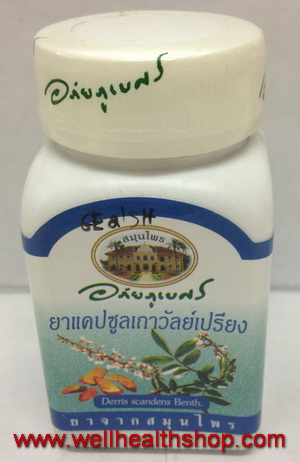 อภัยภูเบศร
สมุนไพร
อภัยภูเบศร
ยาแคปซูลเถาวัลย์เปรียง
Derris scandens Benth.
ยาจากสมุนไพร
www.wellhealthshop.com